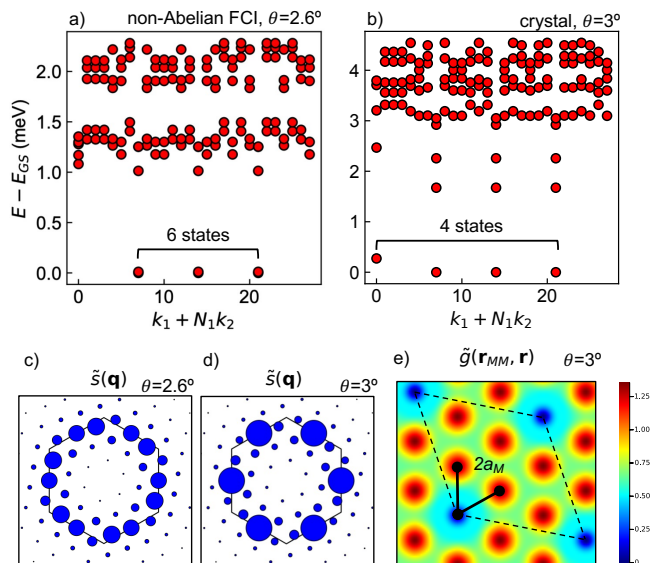 a) non-Abelian FCI, θ=2.6º
E − E_GS (meV)
2.0
1.5
1.0
0.5
0.0
6 states
0 10 20
k₁ + N₁k₂
b) crystal, θ=3º
4
3
2
1
0
4 states
0 10 20
k₁ + N₁k₂
c) s̃(q) θ=2.6º
d) s̃(q) θ=3º
e) g̃(r_MM, r) θ=3º
2a_M
1.25
1.00
0.75
0.50
0.25
0